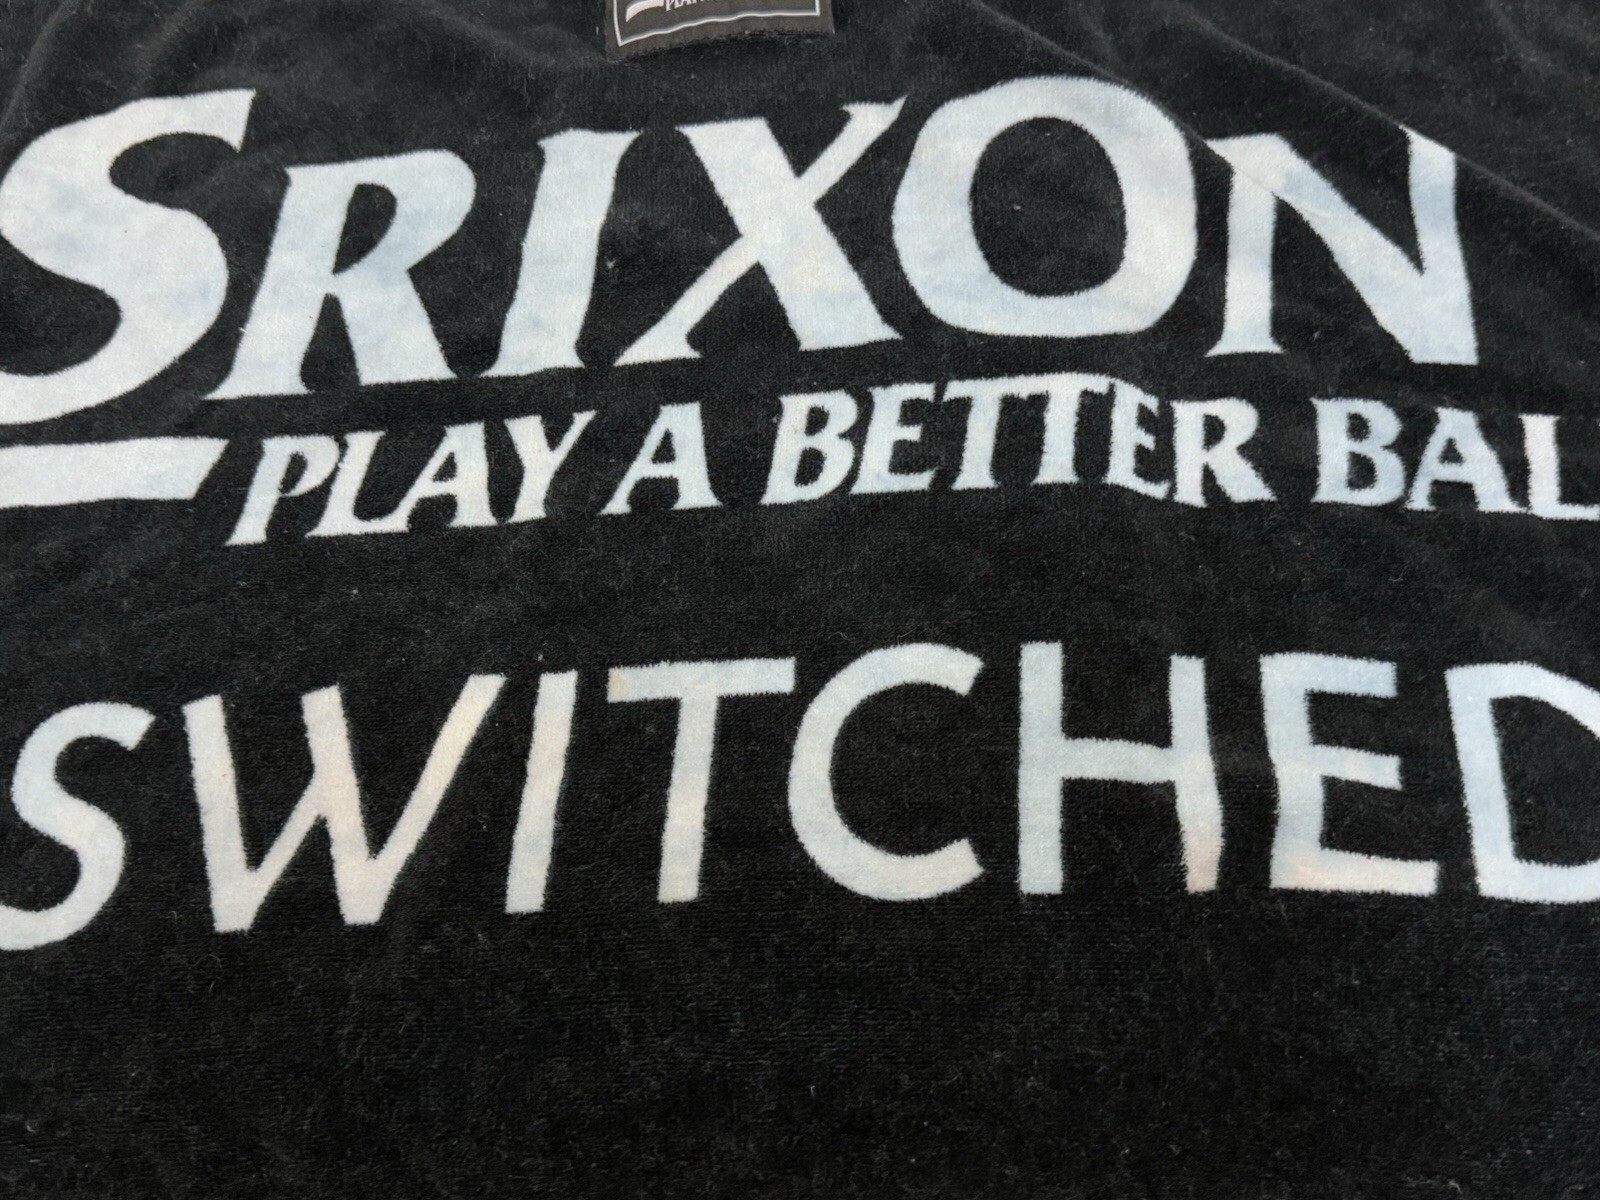 SRIXON
PLAY A BETTER BAL
SWITCHED